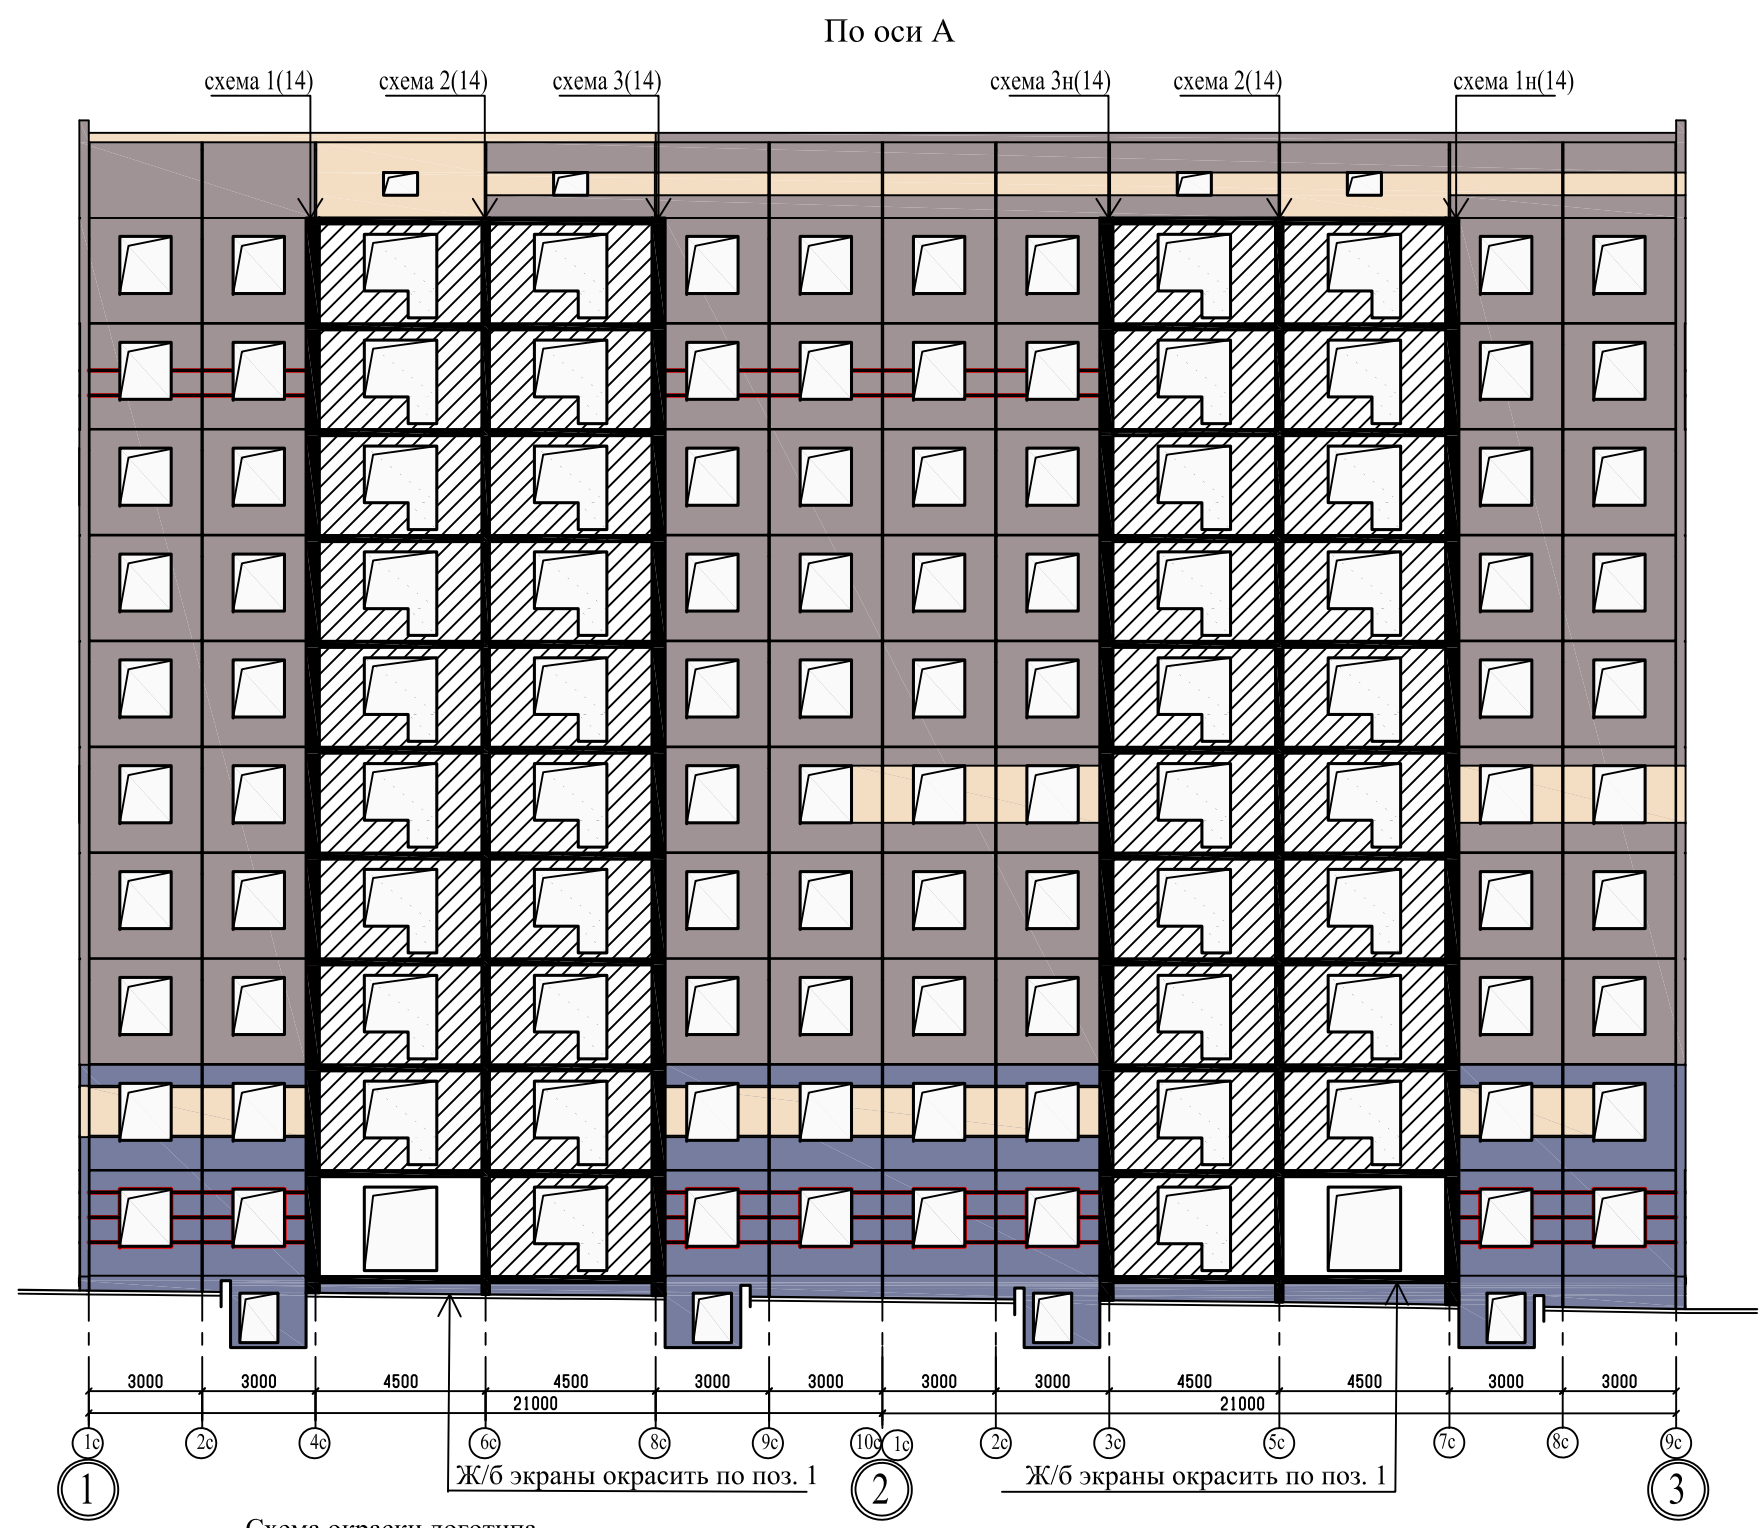 По оси А
схема 1(14) схема 2(14) схема 3(14) схема 3н(14) схема 2(14) схема 1н(14)
3000 3000 4500 4500 3000 3000 3000 3000 4500 4500 3000 3000
21000 21000
1с 2с 4с 6с 8с 9с 10с 1с 2с 3с 5с 7с 8с 9с
Ж/б экраны окрасить по поз. 1 Ж/б экраны окрасить по поз. 1
1 2 3
Схема окраски логотипа